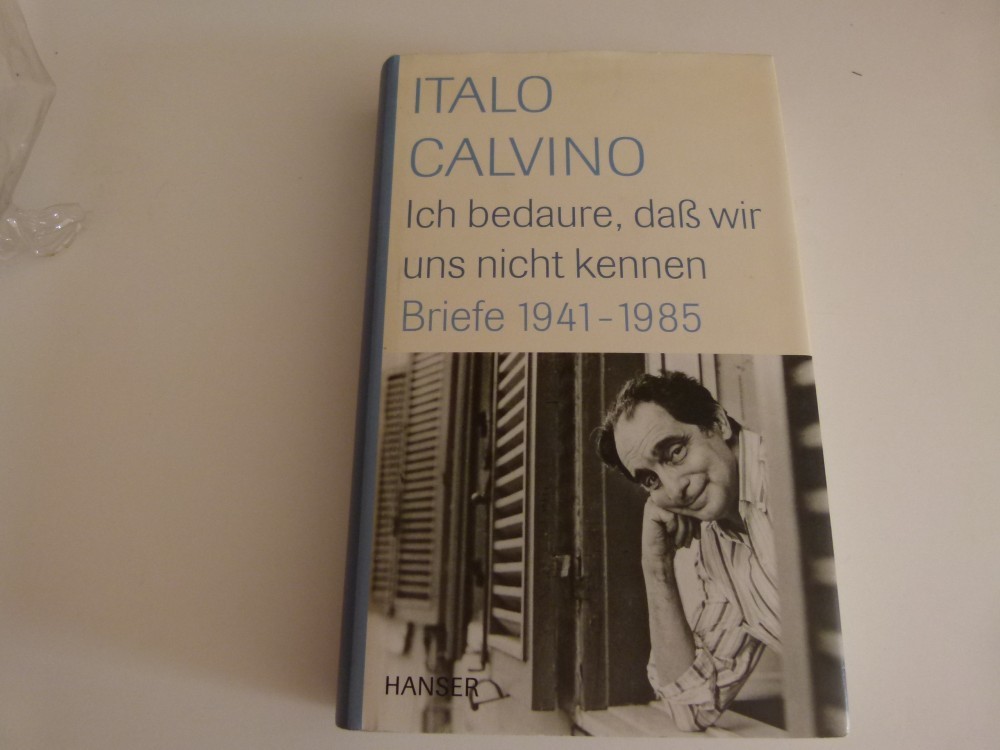 ITALO
CALVINO
Ich bedaure, daß wir
uns nicht kennen
Briefe 1941–1985
HANSER